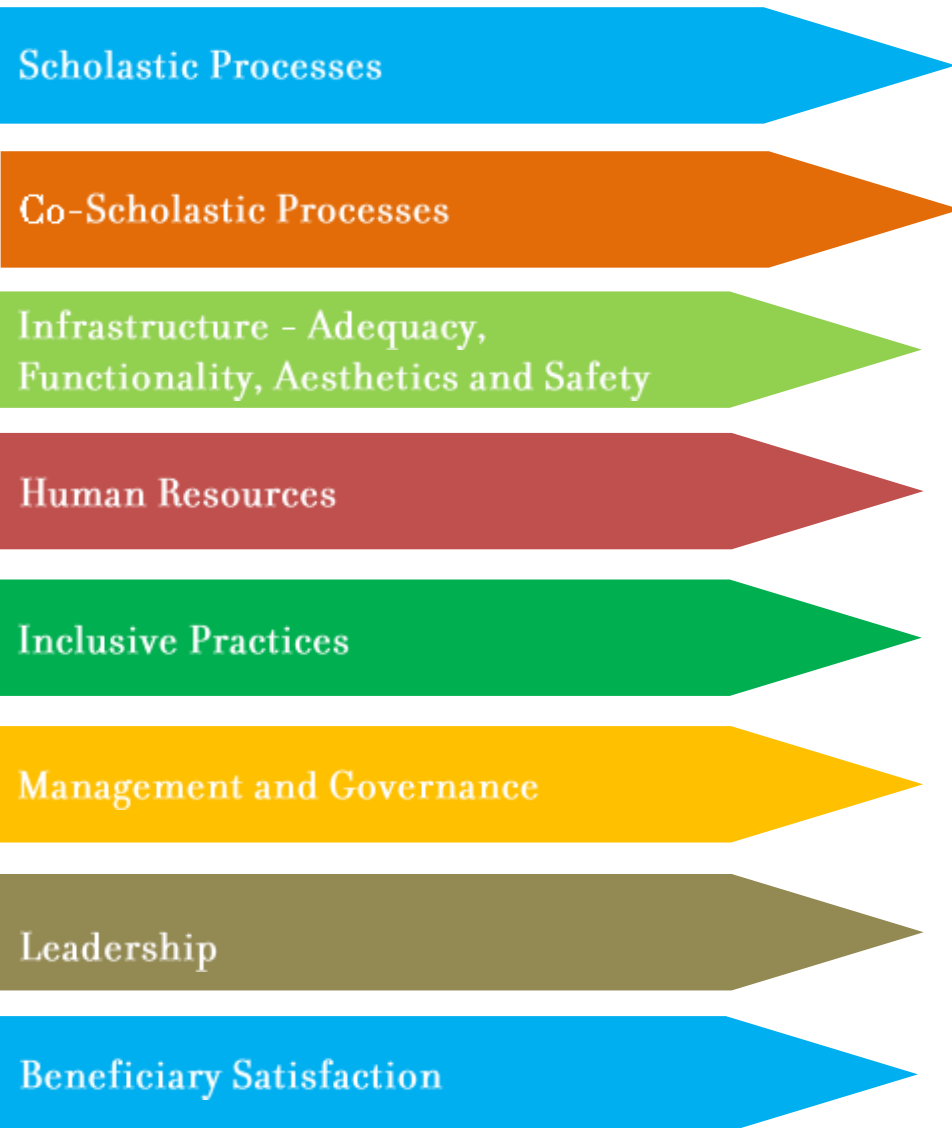 Scholastic Processes
Co-Scholastic Processes
Infrastructure - Adequacy,
Functionality, Aesthetics and Safety
Human Resources
Inclusive Practices
Management and Governance
Leadership
Beneficiary Satisfaction